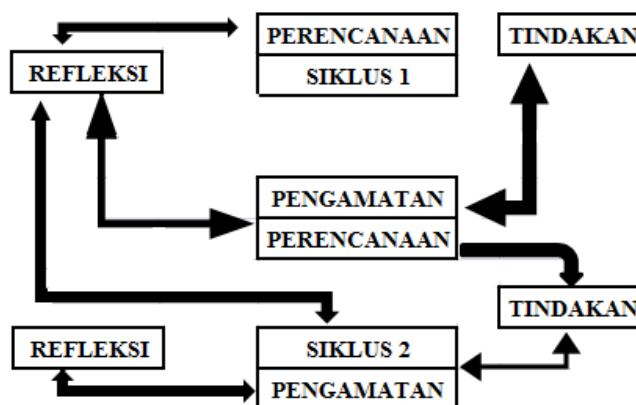 PERENCANAAN
TINDAKAN
REFLEKSI
SIKLUS 1
PENGAMATAN
PERENCANAAN
TINDAKAN
REFLEKSI
SIKLUS 2
PENGAMATAN